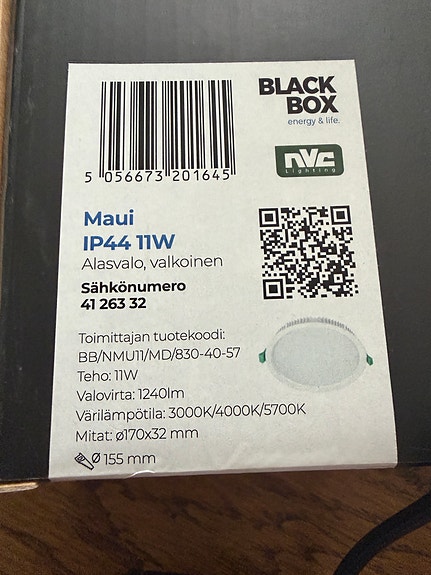 BLACK
BOX
energy & life.
nvc
Lighting
5 056673 201645
Maui
IP44 11W
Alasvalo, valkoinen
Sähkönumero
41 263 32
Toimittajan tuotekoodi:
BB/NMU11/MD/830-40-57
Teho: 11W
Valovirta: 1240lm
Värilämpötila: 3000K/4000K/5700K
Mitat: ø170x32 mm
Ø 155 mm